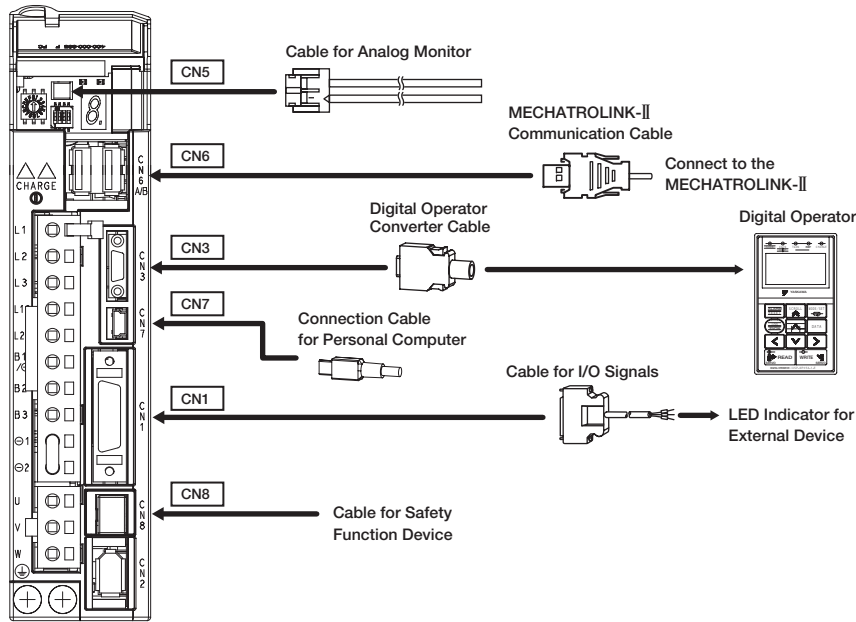 CN5
Cable for Analog Monitor
CN6
MECHATROLINK-Ⅱ
Communication Cable
Connect to the
MECHATROLINK-Ⅱ
CN3
Digital Operator
Converter Cable
Digital Operator
CN7
Connection Cable
for Personal Computer
CN1
Cable for I/O Signals
LED Indicator for
External Device
CN8
Cable for Safety
Function Device
CHARGE
L1
L2
L3
L1
L2
B1
B2
B3
⊖1
⊖2
U
V
W
CN6
A/B
CN3
CN7
CN1
CN8
CN2
YASKAWA
DATA
READ
WRITE